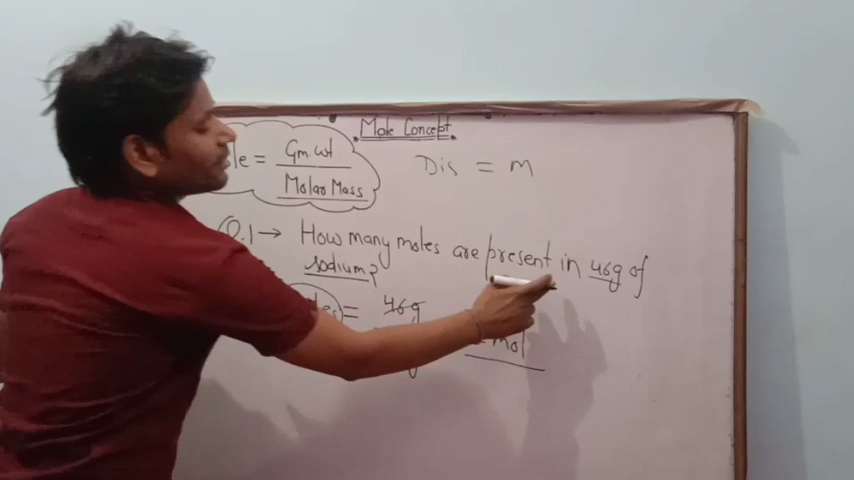 Mole Concept
le = Gm wt
Molar Mass
Dis = m
Q.1→ How many moles are present in 46g of
sodium?
= 46g
mol